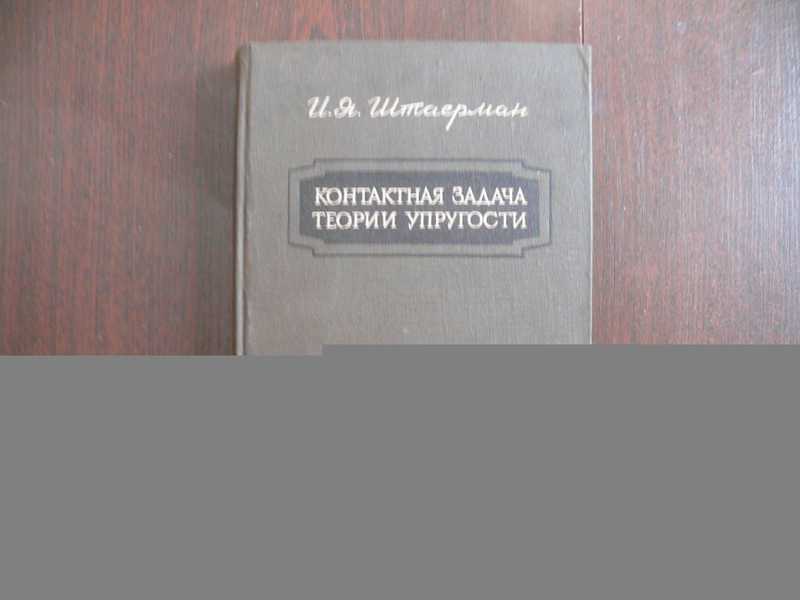 И. Я. Штаерман
КОНТАКТНАЯ ЗАДАЧА
ТЕОРИИ УПРУГОСТИ